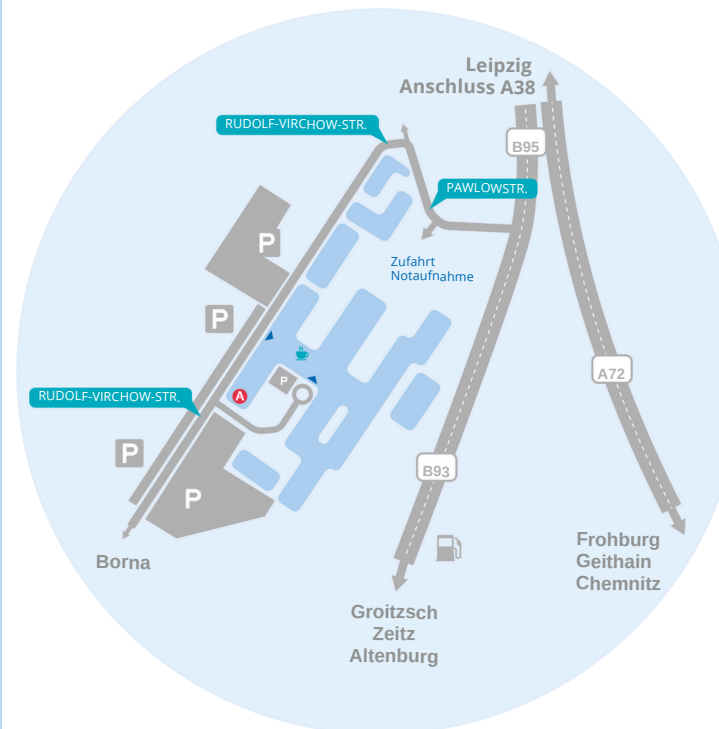 Leipzig
Anschluss A38
RUDOLF-VIRCHOW-STR.
B95
PAWLOWSTR.
P
Zufahrt
Notaufnahme
P
A72
P
A
RUDOLF-VIRCHOW-STR.
P
B93
P
Borna
Frohburg
Geithain
Chemnitz
Groitzsch
Zeitz
Altenburg